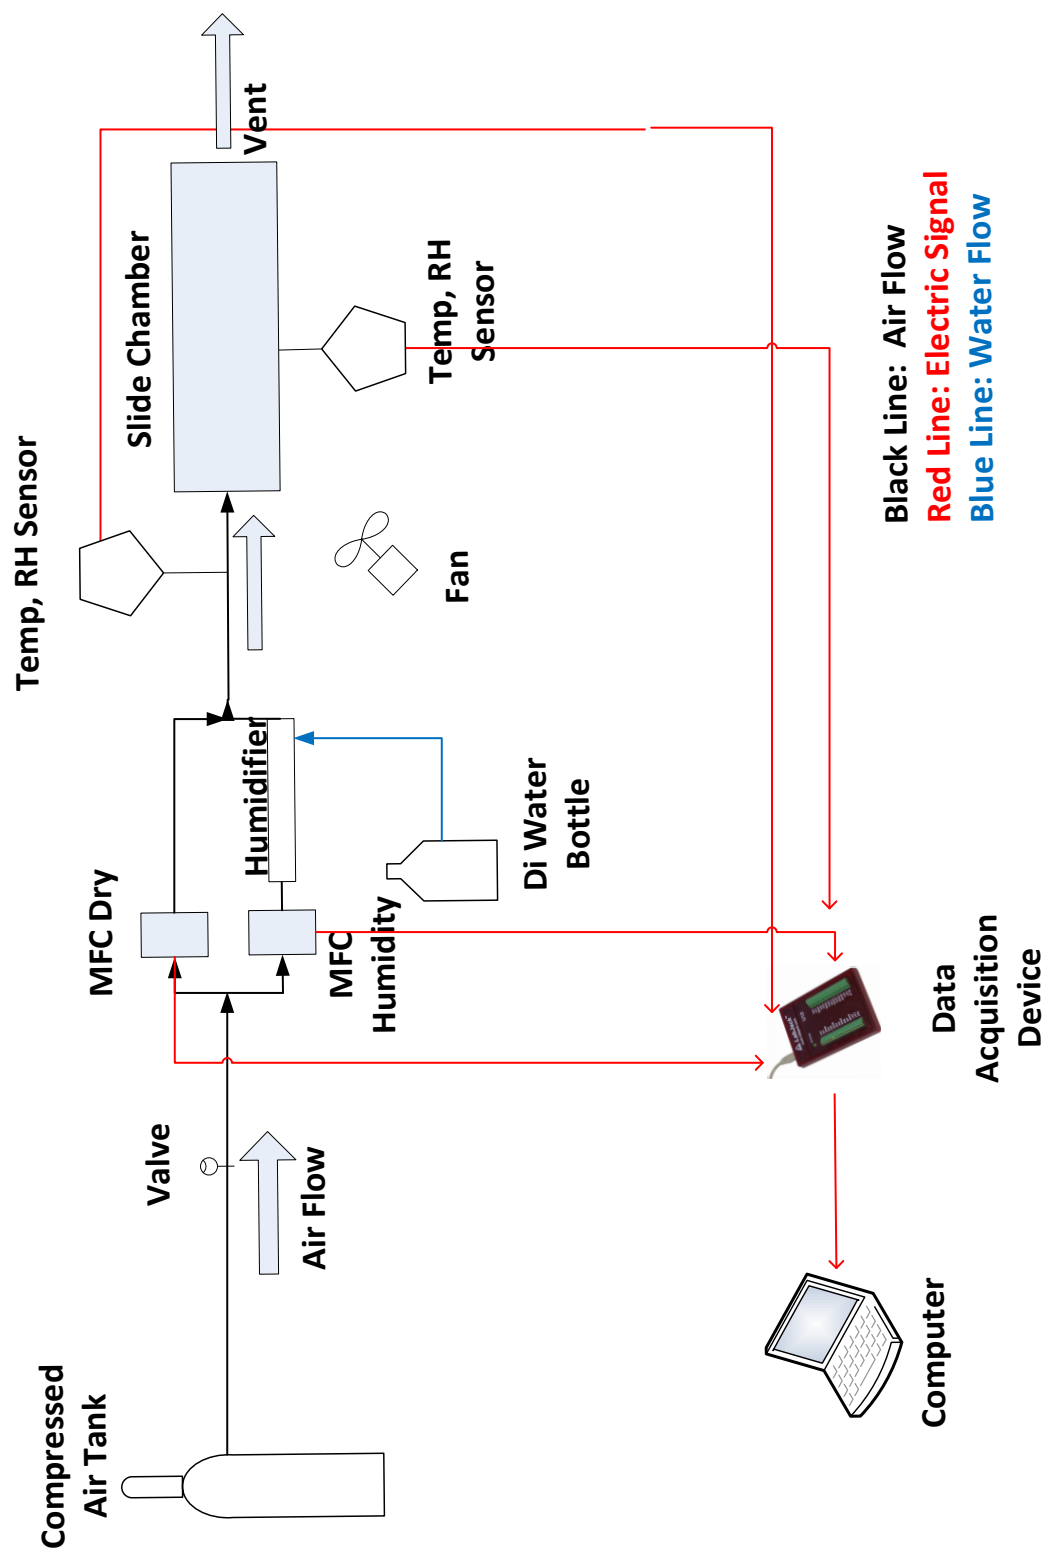 Compressed
Air Tank
Valve
Air Flow
MFC Dry
MFC
Humidity
Humidifier
Di Water
Bottle
Temp, RH Sensor
Fan
Slide Chamber
Temp, RH
Sensor
Vent
Computer
Data
Acquisition
Device
Black Line:  Air Flow
Red Line: Electric Signal
Blue Line: Water Flow